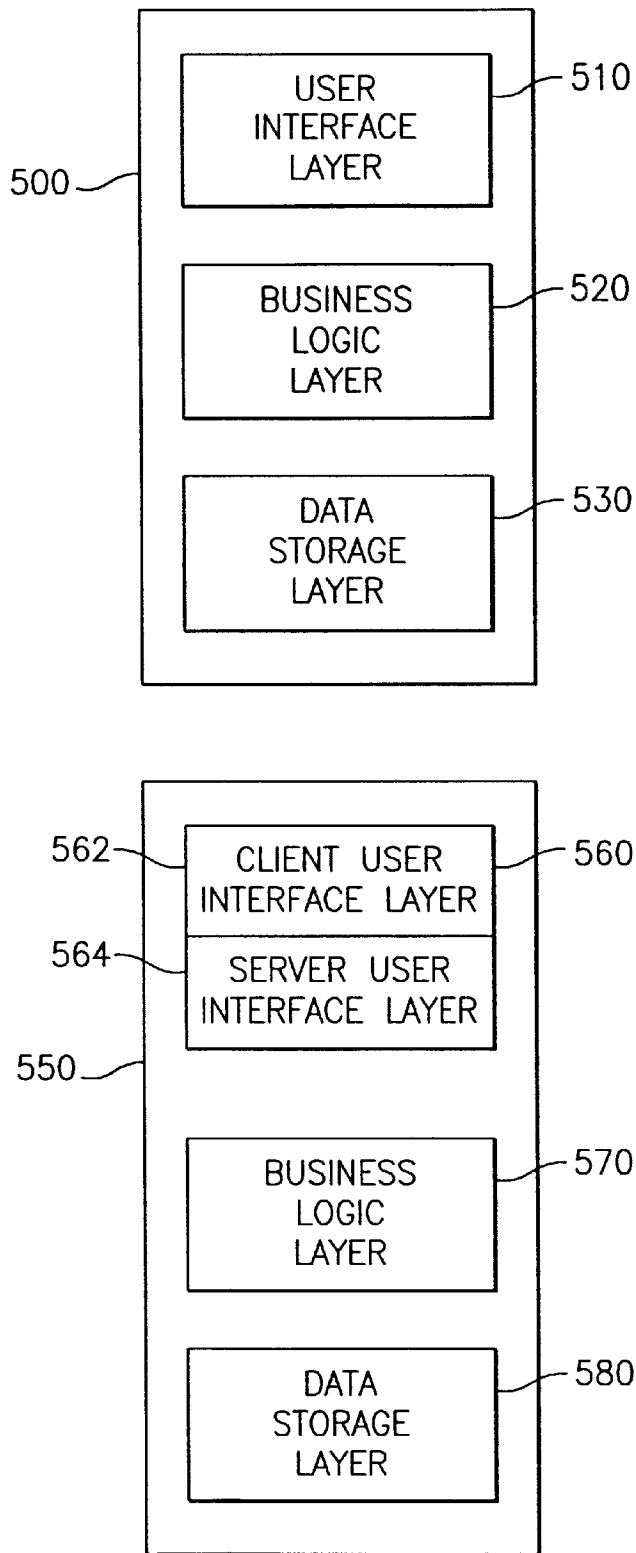 USER
INTERFACE
LAYER
510
500
BUSINESS
LOGIC
LAYER
520
DATA
STORAGE
LAYER
530
562
CLIENT USER
INTERFACE LAYER
560
564
SERVER USER
INTERFACE LAYER
550
BUSINESS
LOGIC
LAYER
570
DATA
STORAGE
LAYER
580